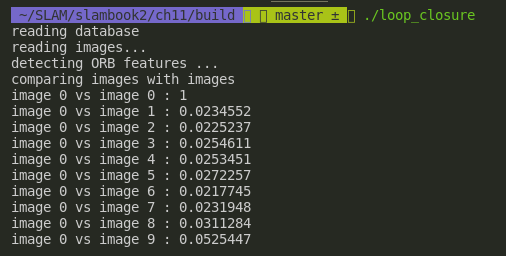 ~/SLAM/slambook2/ch11/build master ± ./loop_closure
reading database
reading images...
detecting ORB features ...
comparing images with images
image 0 vs image 0 : 1
image 0 vs image 1 : 0.0234552
image 0 vs image 2 : 0.0225237
image 0 vs image 3 : 0.0254611
image 0 vs image 4 : 0.0253451
image 0 vs image 5 : 0.0272257
image 0 vs image 6 : 0.0217745
image 0 vs image 7 : 0.0231948
image 0 vs image 8 : 0.0311284
image 0 vs image 9 : 0.0525447